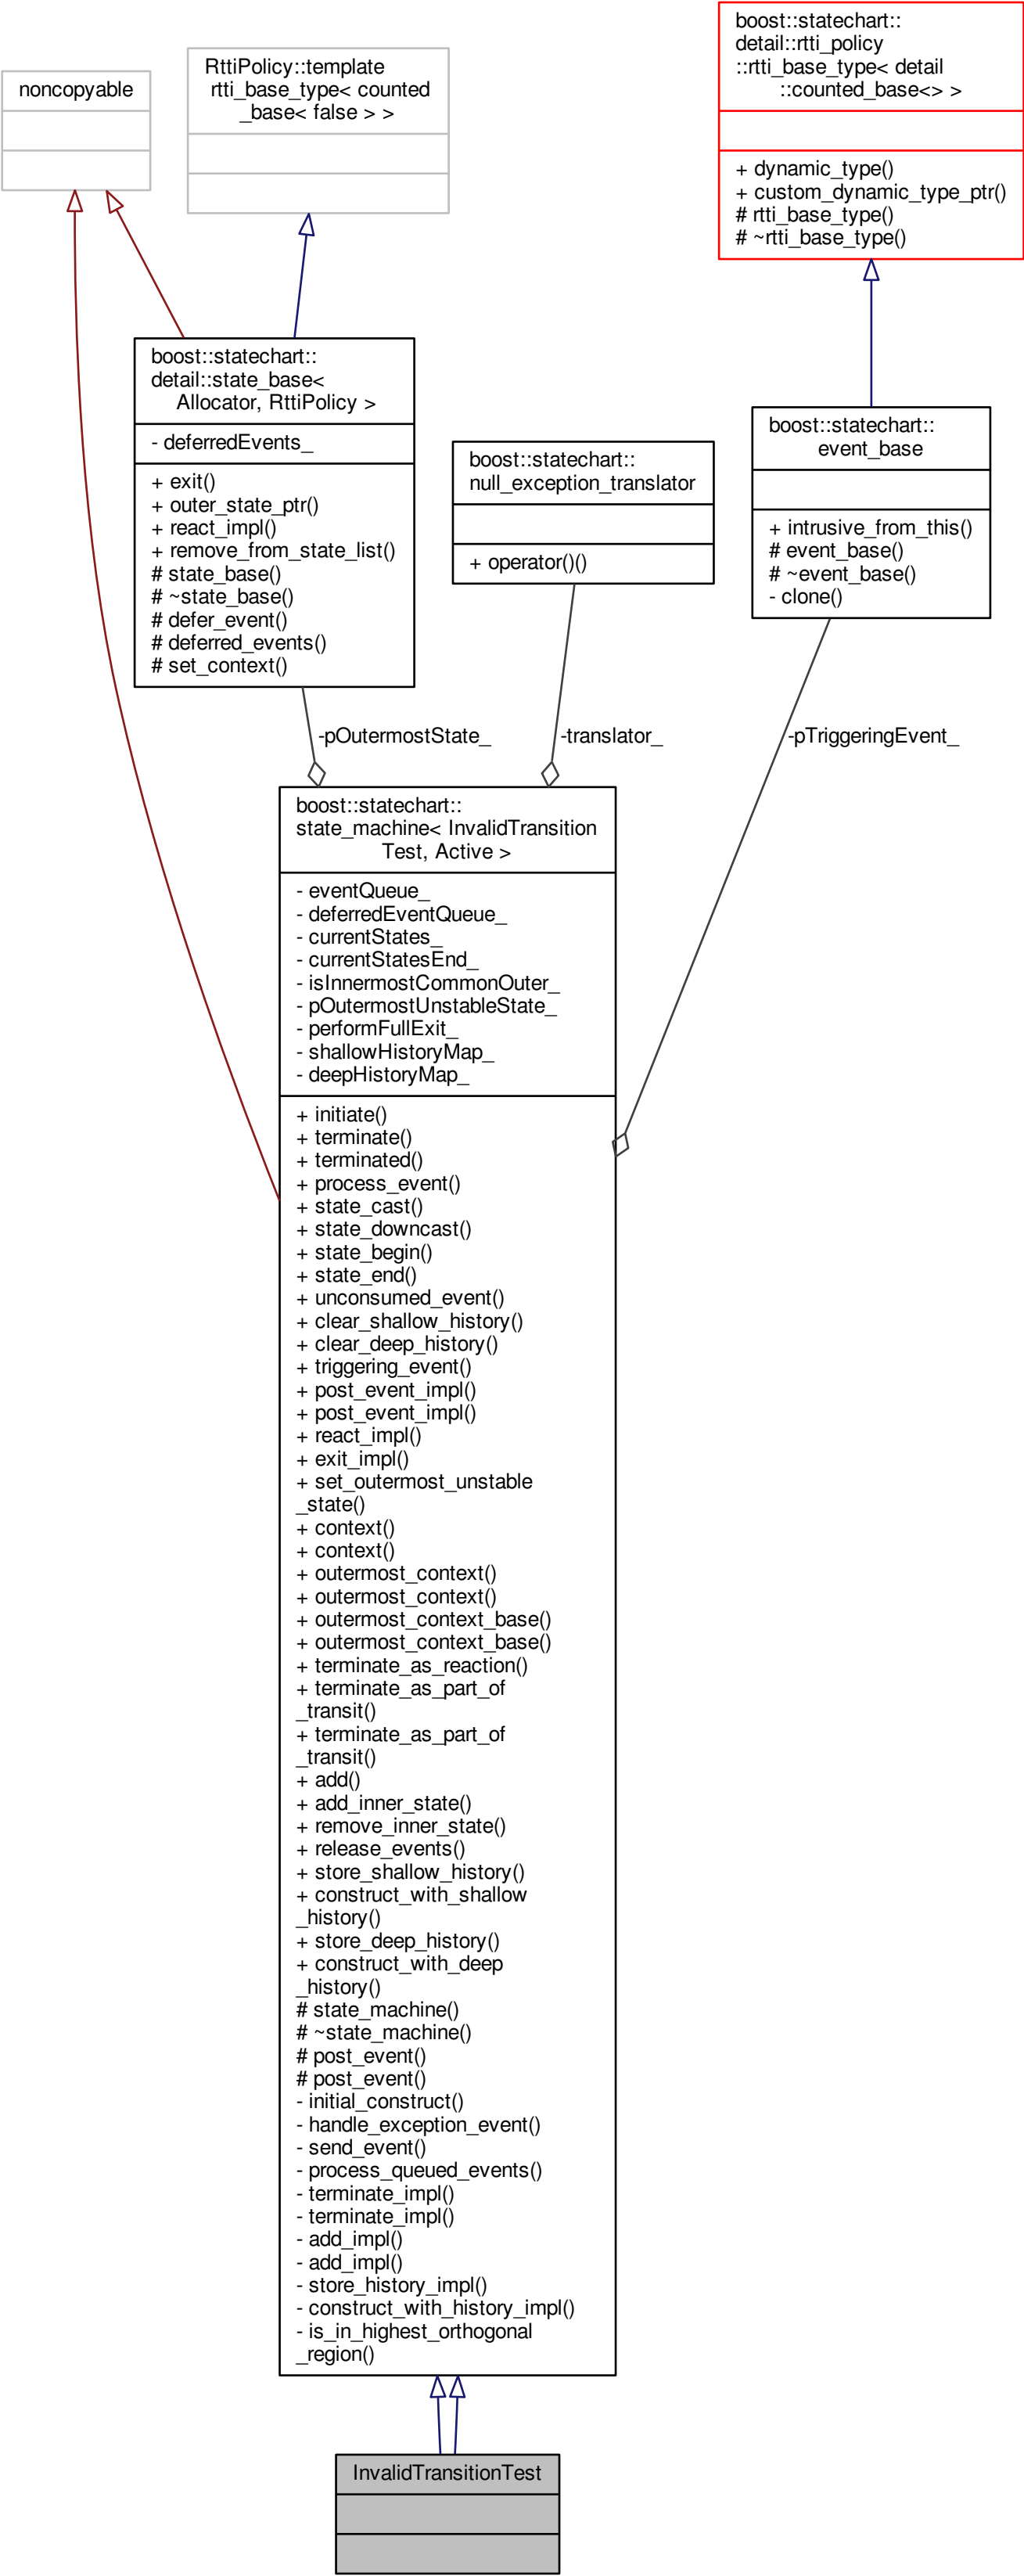 boost::statechart::
detail::rtti_policy
::rtti_base_type< detail
::counted_base<> >
+ dynamic_type()
+ custom_dynamic_type_ptr()
# rtti_base_type()
# ~rtti_base_type()
RttiPolicy::template
rtti_base_type< counted
_base< false > >
noncopyable
boost::statechart::
detail::state_base<
Allocator, RttiPolicy >
- deferredEvents_
+ exit()
+ outer_state_ptr()
+ react_impl()
+ remove_from_state_list()
# state_base()
# ~state_base()
# defer_event()
# deferred_events()
# set_context()
boost::statechart::
null_exception_translator
+ operator()()
boost::statechart::
event_base
+ intrusive_from_this()
# event_base()
# ~event_base()
- clone()
-pOutermostState_
-translator_
-pTriggeringEvent_
boost::statechart::
state_machine< InvalidTransition
Test, Active >
- eventQueue_
- deferredEventQueue_
- currentStates_
- currentStatesEnd_
- isInnermostCommonOuter_
- pOutermostUnstableState_
- performFullExit_
- shallowHistoryMap_
- deepHistoryMap_
+ initiate()
+ terminate()
+ terminated()
+ process_event()
+ state_cast()
+ state_downcast()
+ state_begin()
+ state_end()
+ unconsumed_event()
+ clear_shallow_history()
+ clear_deep_history()
+ triggering_event()
+ post_event_impl()
+ post_event_impl()
+ react_impl()
+ exit_impl()
+ set_outermost_unstable
_state()
+ context()
+ context()
+ outermost_context()
+ outermost_context()
+ outermost_context_base()
+ outermost_context_base()
+ terminate_as_reaction()
+ terminate_as_part_of
_transit()
+ terminate_as_part_of
_transit()
+ add()
+ add_inner_state()
+ remove_inner_state()
+ release_events()
+ store_shallow_history()
+ construct_with_shallow
_history()
+ store_deep_history()
+ construct_with_deep
_history()
# state_machine()
# ~state_machine()
# post_event()
# post_event()
- initial_construct()
- handle_exception_event()
- send_event()
- process_queued_events()
- terminate_impl()
- terminate_impl()
- add_impl()
- add_impl()
- store_history_impl()
- construct_with_history_impl()
- is_in_highest_orthogonal
_region()
InvalidTransitionTest